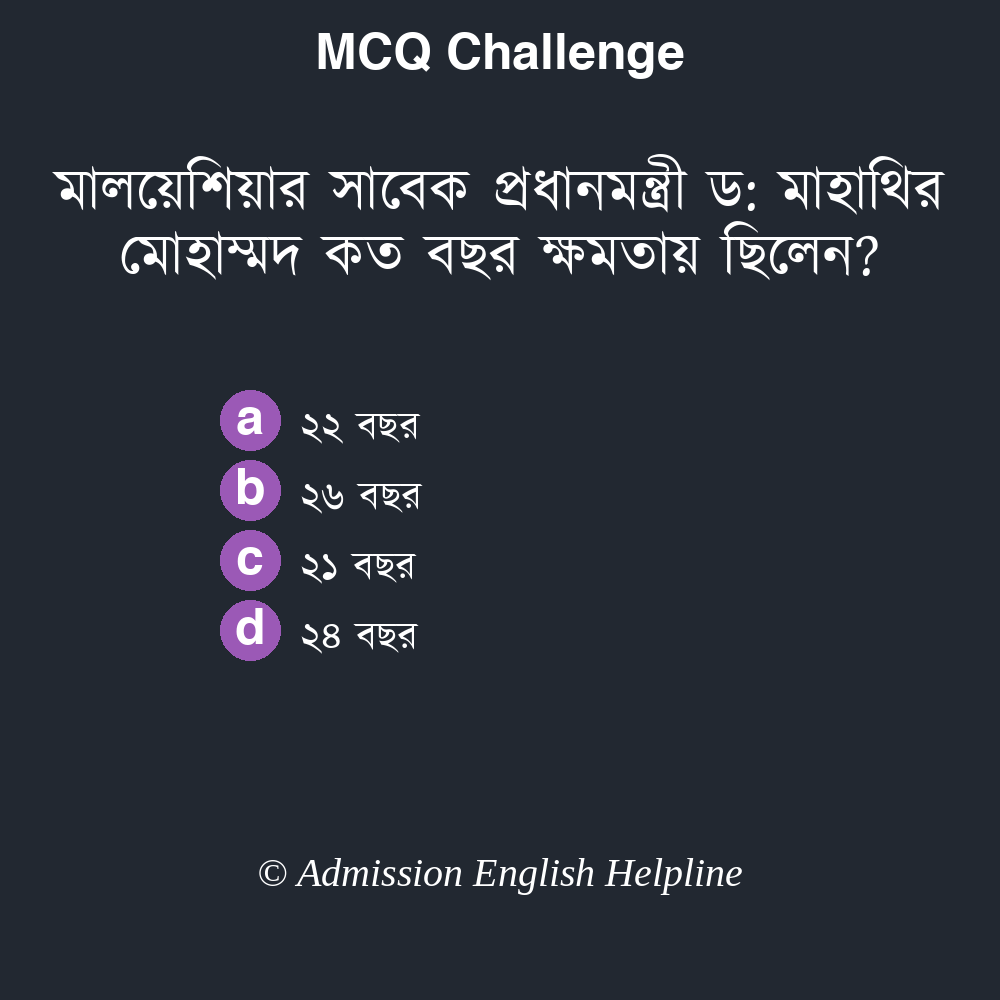 MCQ Challenge
মালয়েশিয়ার সাবেক প্রধানমন্ত্রী ড: মাহাথির
মোহাম্মদ কত বছর ক্ষমতায় ছিলেন?
a ২২ বছর
b ২৬ বছর
c ২১ বছর
d ২৪ বছর
© Admission English Helpline